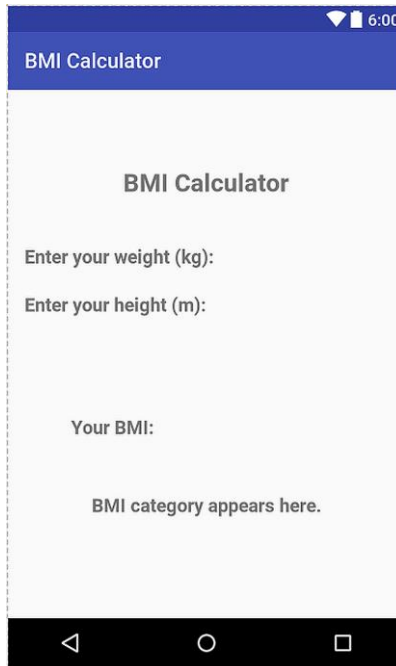 6:00
BMI Calculator
BMI Calculator
Enter your weight (kg):
Enter your height (m):
Your BMI:
BMI category appears here.